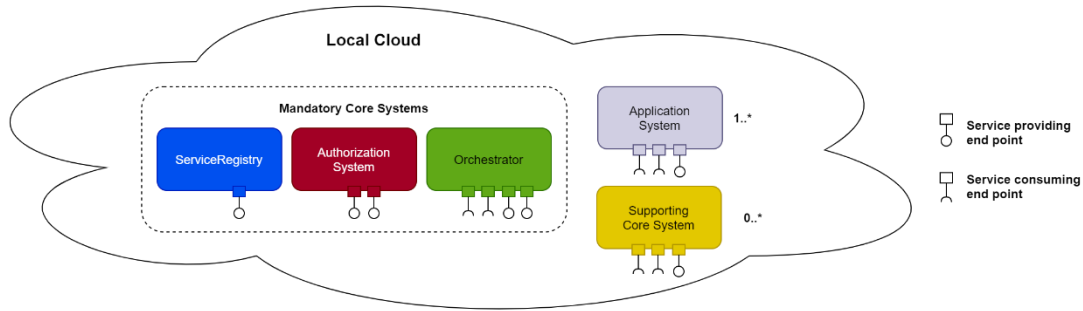 Local Cloud
Mandatory Core Systems
ServiceRegistry
Authorization
System
Orchestrator
Application
System
1..*
Supporting
Core System
0..*
Service providing
end point
Service consuming
end point